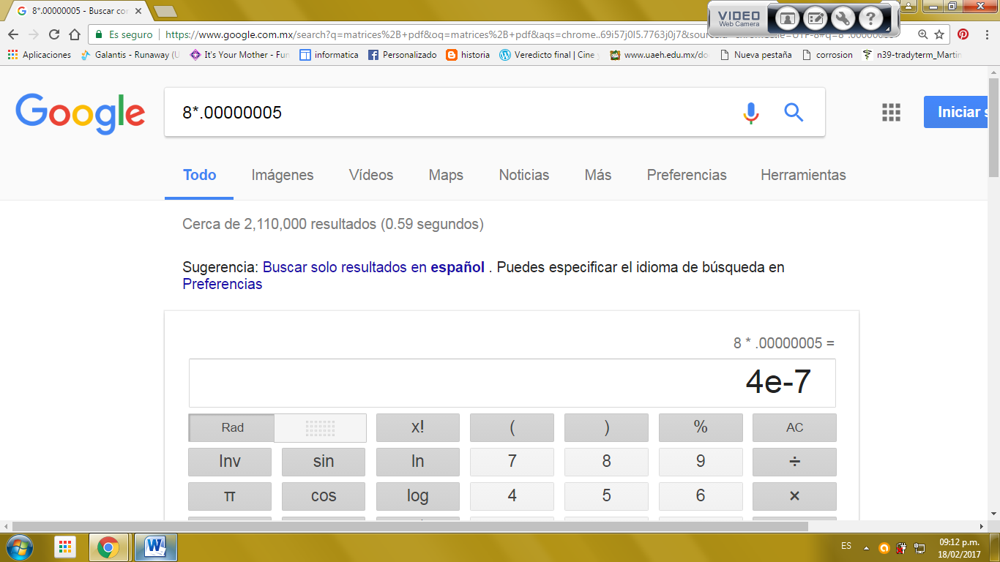 8*.00000005 - Buscar con
VIDEO
Web Camera
Es seguro
https://www.google.com.mx/search?q=matrices%2B+pdf&oq=matrices%2B+pdf&aqs=chrome..69i57j0l5.7763j0j7&sourceid
Aplicaciones
Galantis - Runaway (U
It's Your Mother - Fun
informatica
Personalizado
historia
Veredicto final | Cine y
www.uaeh.edu.mx/do
Nueva pestaña
corrosion
n39-tradyterm_Martin
Google
8*.00000005
Iniciar s
Todo
Imágenes
Vídeos
Maps
Noticias
Más
Preferencias
Herramientas
Cerca de 2,110,000 resultados (0.59 segundos)
Sugerencia: Buscar solo resultados en español . Puedes especificar el idioma de búsqueda en
Preferencias
8 * .00000005 =
4e-7
Rad
x!
(
)
%
AC
Inv
sin
ln
7
8
9
÷
π
cos
log
4
5
6
×
ES
09:12 p.m.
18/02/2017